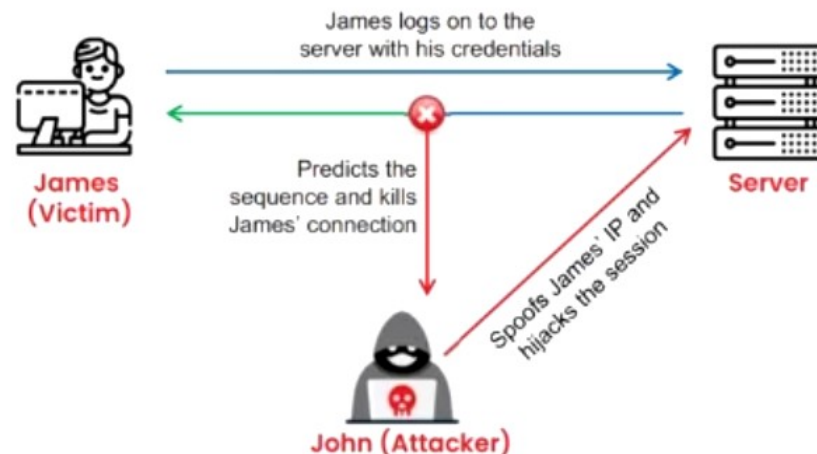 James logs on to the
server with his credentials
James
(Victim)
Predicts the
sequence and kills
James' connection
Server
Spoofs James' IP and
hijacks the session
John (Attacker)